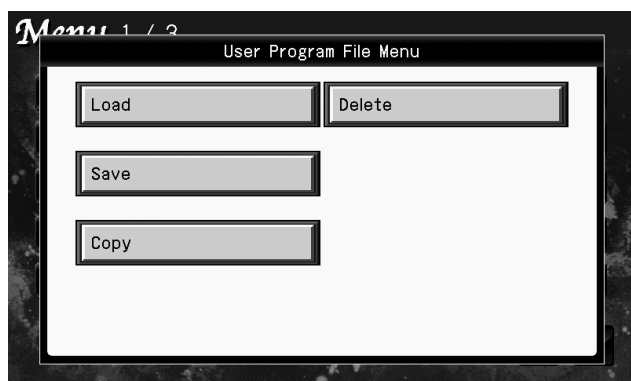 Menu 1 / 3
User Program File Menu
Load
Delete
Save
Copy